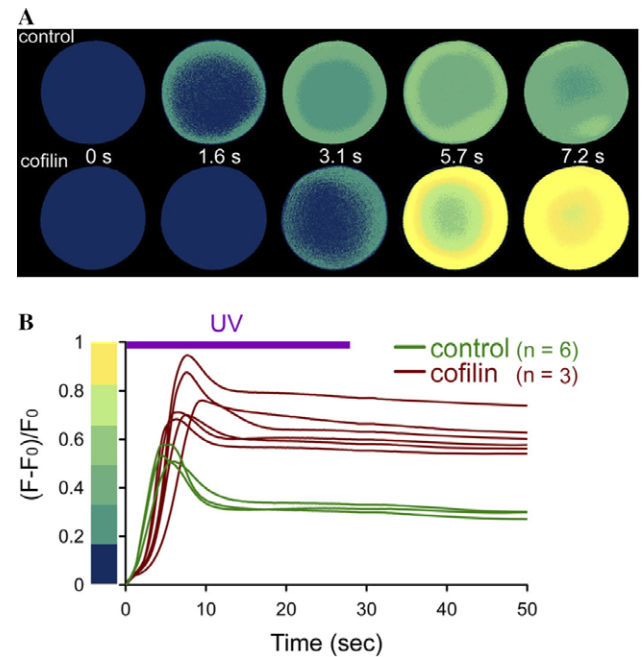 A
control
0 s 1.6 s 3.1 s 5.7 s 7.2 s
cofilin
B
UV
control (n = 6)
cofilin (n = 3)
(F-F0)/F0
1
0.8
0.6
0.4
0.2
0
0 10 20 30 40 50
Time (sec)